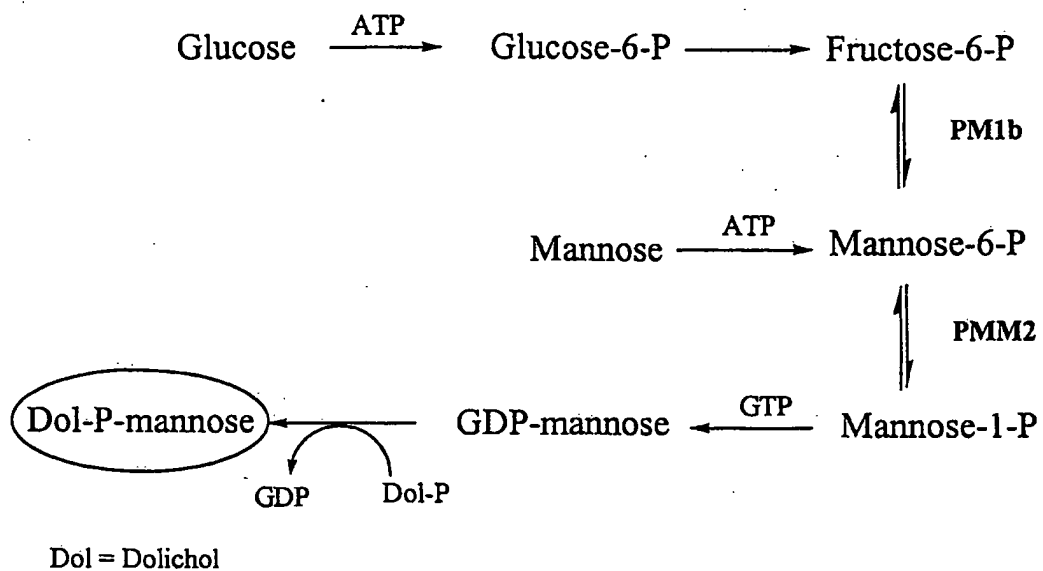 ATP
Glucose Glucose-6-P Fructose-6-P
PM1b
ATP
Mannose Mannose-6-P
PMM2
GTP
Dol-P-mannose GDP-mannose Mannose-1-P
GDP Dol-P
Dol = Dolichol